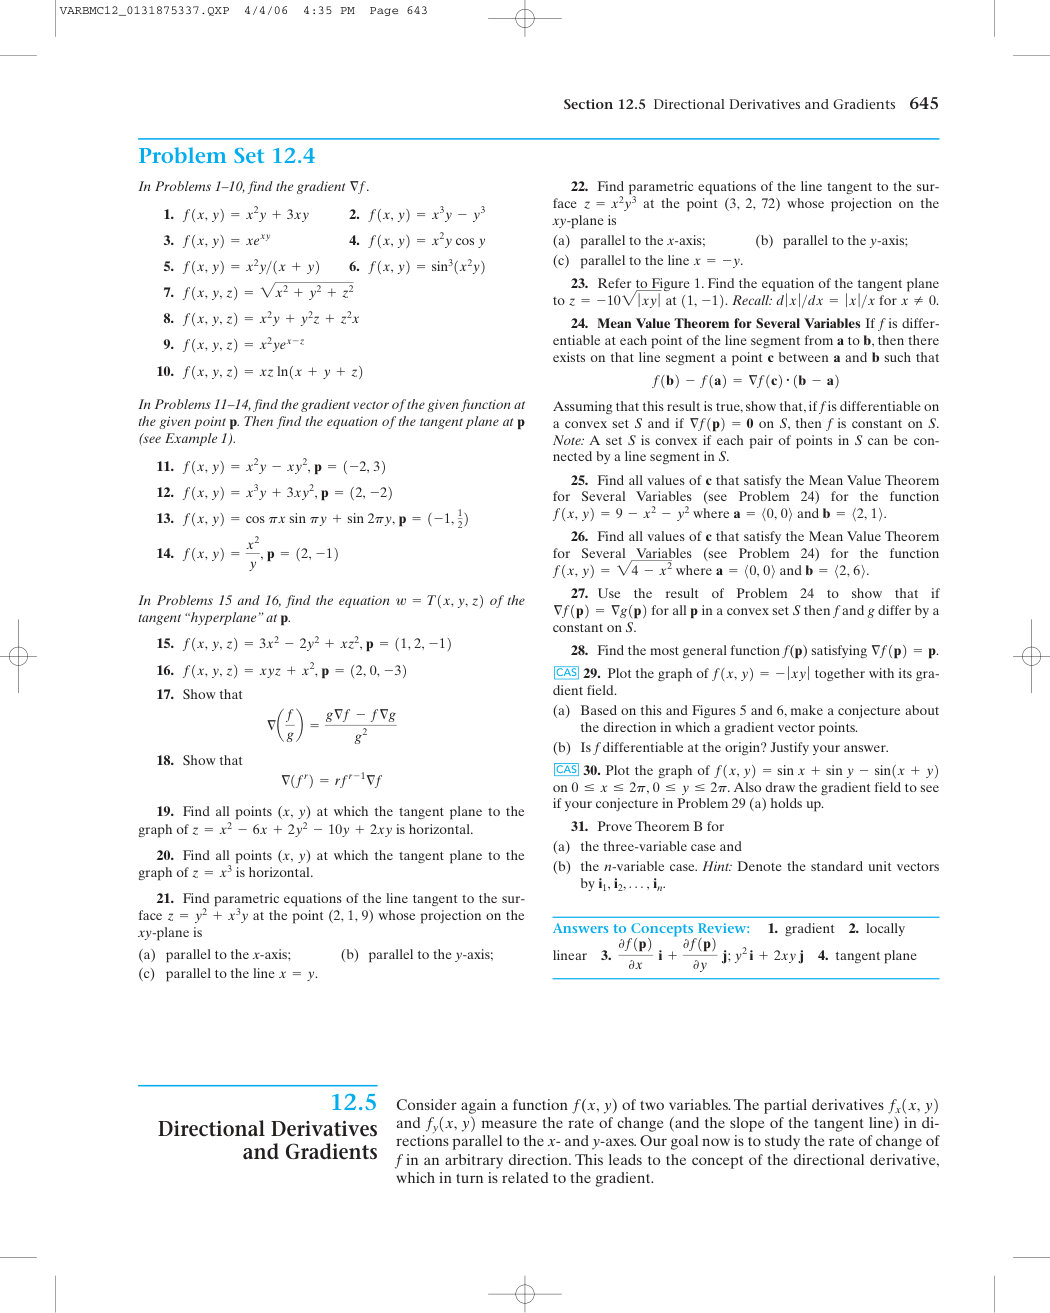 VARBMC12_0131875337.QXP 4/4/06 4:35 PM Page 643
Section 12.5 Directional Derivatives and Gradients 645
Problem Set 12.4
In Problems 1–10, find the gradient ∇f.
1. f(x, y) = x²y + 3xy 2. f(x, y) = x³y − y³
3. f(x, y) = xe^{xy} 4. f(x, y) = x²y cos y
5. f(x, y) = x²y/(x + y) 6. f(x, y) = sin³(x²y)
7. f(x, y, z) = √(x² + y² + z²)
8. f(x, y, z) = x²y + y²z + z²x
9. f(x, y, z) = x²ye^{x−z}
10. f(x, y, z) = xz ln(x + y + z)
In Problems 11–14, find the gradient vector of the given function at
the given point p. Then find the equation of the tangent plane at p
(see Example 1).
11. f(x, y) = x²y − xy², p = (−2, 3)
12. f(x, y) = x³y + 3xy², p = (2, −2)
13. f(x, y) = cos πx sin πy + sin 2πy, p = (−1, 1/2)
14. f(x, y) = x²/y, p = (2, −1)
In Problems 15 and 16, find the equation w = T(x, y, z) of the
tangent “hyperplane” at p.
15. f(x, y, z) = 3x² − 2y² + xz², p = (1, 2, −1)
16. f(x, y, z) = xyz + x², p = (2, 0, −3)
17. Show that
∇(f/g) = (g∇f − f∇g)/g²
18. Show that
∇(f^r) = rf^{r−1}∇f
19. Find all points (x, y) at which the tangent plane to the
graph of z = x² − 6x + 2y² − 10y + 2xy is horizontal.
20. Find all points (x, y) at which the tangent plane to the
graph of z = x³ is horizontal.
21. Find parametric equations of the line tangent to the sur-
face z = y² + x³y at the point (2, 1, 9) whose projection on the
xy-plane is
(a) parallel to the x-axis; (b) parallel to the y-axis;
(c) parallel to the line x = y.
22. Find parametric equations of the line tangent to the sur-
face z = x²y³ at the point (3, 2, 72) whose projection on the
xy-plane is
(a) parallel to the x-axis; (b) parallel to the y-axis;
(c) parallel to the line x = −y.
23. Refer to Figure 1. Find the equation of the tangent plane
to z = −10√|xy| at (1, −1). Recall: d|x|/dx = |x|/x for x ≠ 0.
24. Mean Value Theorem for Several Variables If f is differ-
entiable at each point of the line segment from a to b, then there
exists on that line segment a point c between a and b such that
f(b) − f(a) = ∇f(c) · (b − a)
Assuming that this result is true, show that, if f is differentiable on
a convex set S and if ∇f(p) = 0 on S, then f is constant on S.
Note: A set S is convex if each pair of points in S can be con-
nected by a line segment in S.
25. Find all values of c that satisfy the Mean Value Theorem
for Several Variables (see Problem 24) for the function
f(x, y) = 9 − x² − y² where a = ⟨0, 0⟩ and b = ⟨2, 1⟩.
26. Find all values of c that satisfy the Mean Value Theorem
for Several Variables (see Problem 24) for the function
f(x, y) = √(4 − x²) where a = ⟨0, 0⟩ and b = ⟨2, 6⟩.
27. Use the result of Problem 24 to show that if
∇f(p) = ∇g(p) for all p in a convex set S then f and g differ by a
constant on S.
28. Find the most general function f(p) satisfying ∇f(p) = p.
CAS 29. Plot the graph of f(x, y) = −|xy| together with its gra-
dient field.
(a) Based on this and Figures 5 and 6, make a conjecture about
the direction in which a gradient vector points.
(b) Is f differentiable at the origin? Justify your answer.
CAS 30. Plot the graph of f(x, y) = sin x + sin y − sin(x + y)
on 0 ≤ x ≤ 2π, 0 ≤ y ≤ 2π. Also draw the gradient field to see
if your conjecture in Problem 29 (a) holds up.
31. Prove Theorem B for
(a) the three-variable case and
(b) the n-variable case. Hint: Denote the standard unit vectors
by i₁, i₂, . . . , iₙ.
Answers to Concepts Review: 1. gradient 2. locally
linear 3. ∂f(p)/∂x i + ∂f(p)/∂y j; y² i + 2xy j 4. tangent plane
12.5
Directional Derivatives
and Gradients
Consider again a function f(x, y) of two variables. The partial derivatives fₓ(x, y)
and f_y(x, y) measure the rate of change (and the slope of the tangent line) in di-
rections parallel to the x- and y-axes. Our goal now is to study the rate of change of
f in an arbitrary direction. This leads to the concept of the directional derivative,
which in turn is related to the gradient.